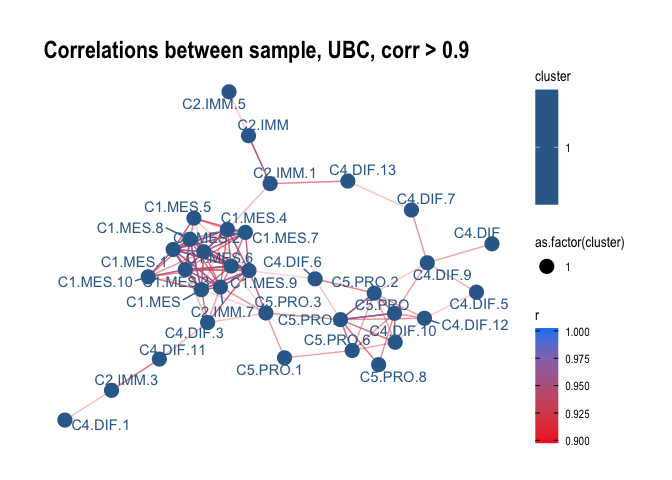 Correlations between sample, UBC, corr > 0.9
C2.IMM.5
C2.IMM
C2.IMM.1
C4.DIF.13
C4.DIF.7
C1.MES.5
C1.MES.4
C1.MES.8
C1.MES.7
C4.DIF
C1.MES.1
C4.DIF.6
C4.DIF.9
C1.MES.10
C1.MES
C1.MES.9
C5.PRO.2
C5.PRO.3
C5.PRO
C4.DIF.5
C2.IMM.7
C4.DIF.12
C4.DIF.3
C4.DIF.10
C5.PRO.6
C4.DIF.11
C5.PRO.1
C5.PRO.8
C2.IMM.3
C4.DIF.1
cluster
1
as.factor(cluster)
1
r
1.000
0.975
0.950
0.925
0.900